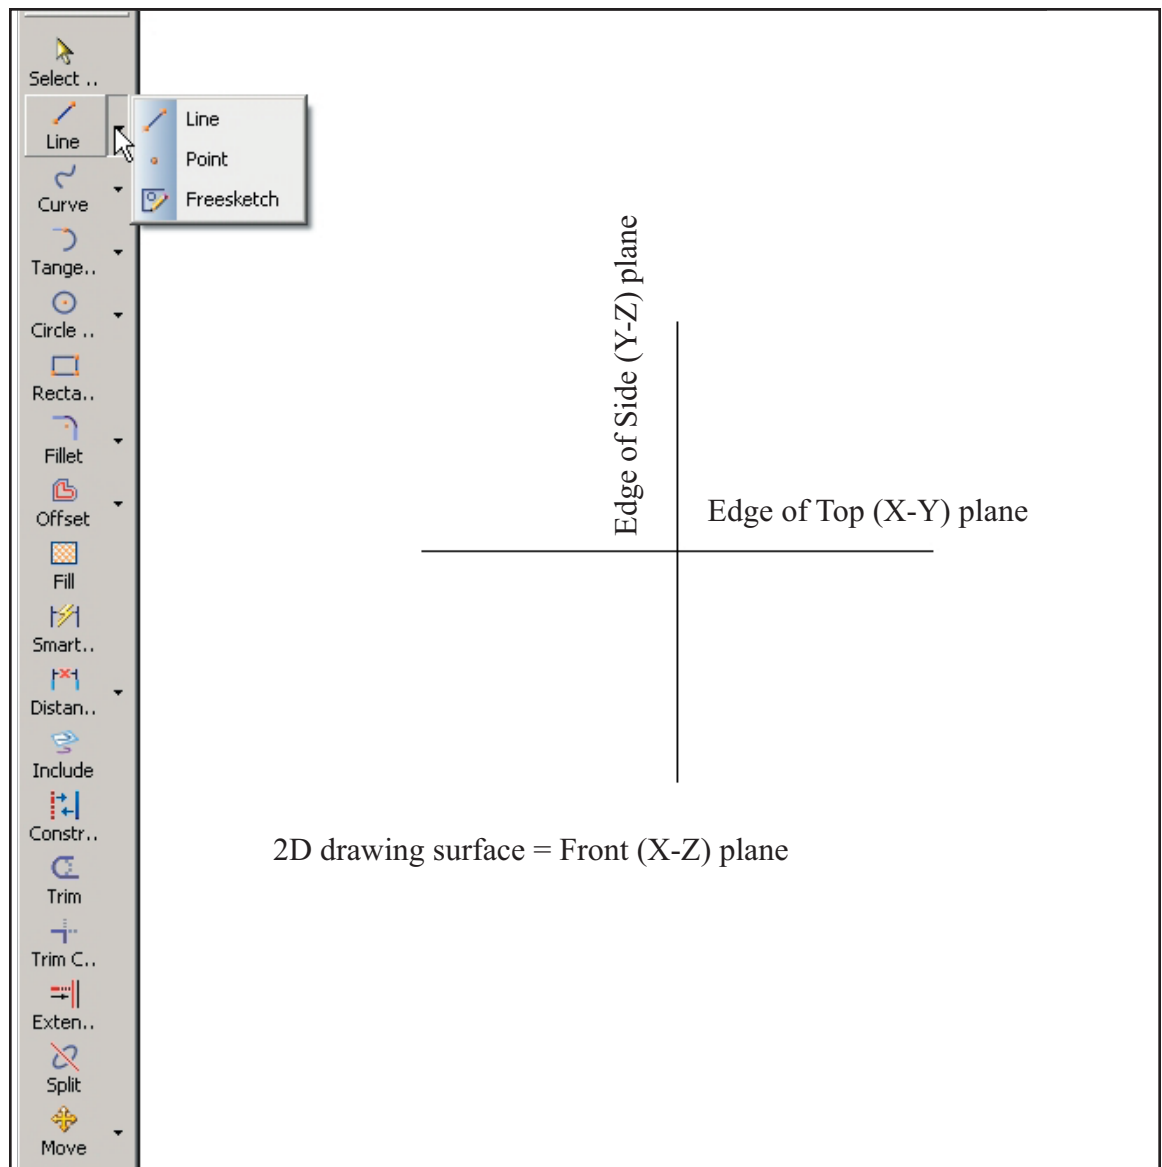 Select ..
Line
Curve
Tange..
Circle ..
Recta..
Fillet
Offset
Fill
Smart..
Distan..
Include
Constr..
Trim
Trim C..
Exten..
Split
Move
Line
Point
Freesketch
Edge of Side (Y-Z) plane
Edge of Top (X-Y) plane
2D drawing surface = Front (X-Z) plane